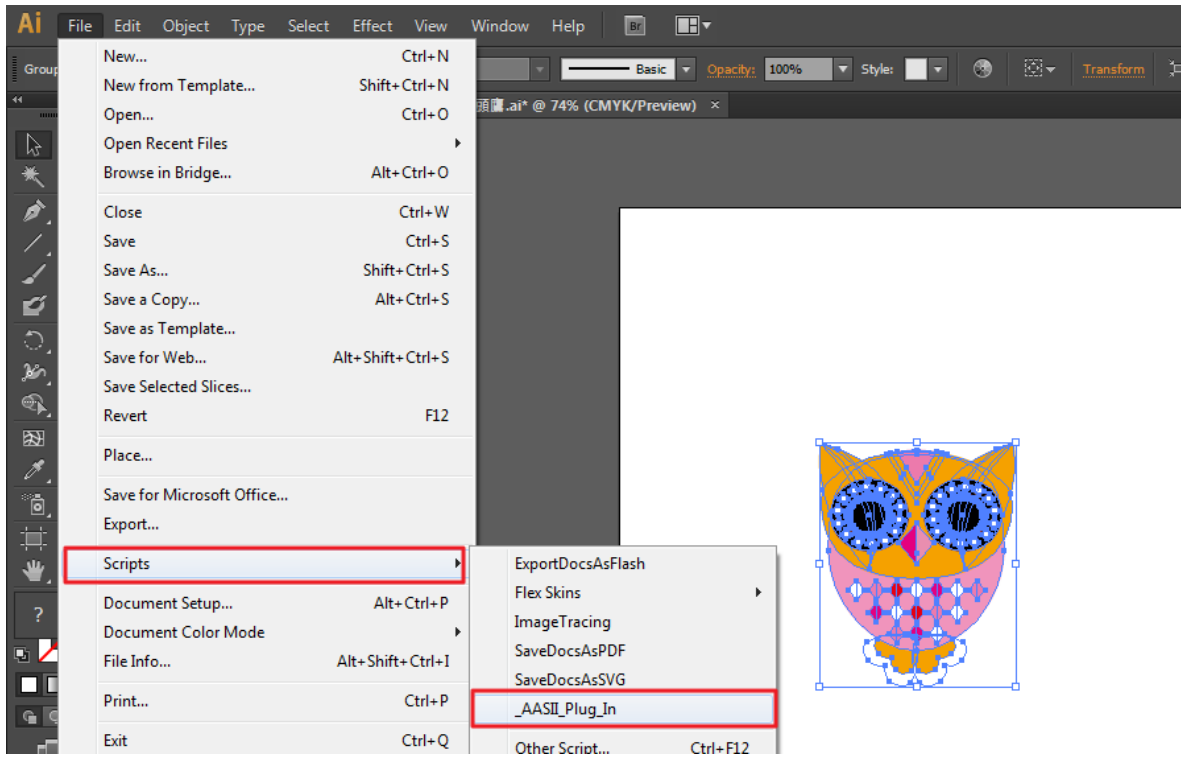 Ai File Edit Object Type Select Effect View Window Help Br
Group Basic Opacity: 100% Style: Transform
頭鷹.ai* @ 74% (CMYK/Preview) ×
New... Ctrl+N
New from Template... Shift+Ctrl+N
Open... Ctrl+O
Open Recent Files
Browse in Bridge... Alt+Ctrl+O
Close Ctrl+W
Save Ctrl+S
Save As... Shift+Ctrl+S
Save a Copy... Alt+Ctrl+S
Save as Template...
Save for Web... Alt+Shift+Ctrl+S
Save Selected Slices...
Revert F12
Place...
Save for Microsoft Office...
Export...
Scripts
Document Setup... Alt+Ctrl+P
Document Color Mode
File Info... Alt+Shift+Ctrl+I
Print... Ctrl+P
Exit Ctrl+Q
ExportDocsAsFlash
Flex Skins
ImageTracing
SaveDocsAsPDF
SaveDocsAsSVG
_AASII_Plug_In
Other Script... Ctrl+F12
?